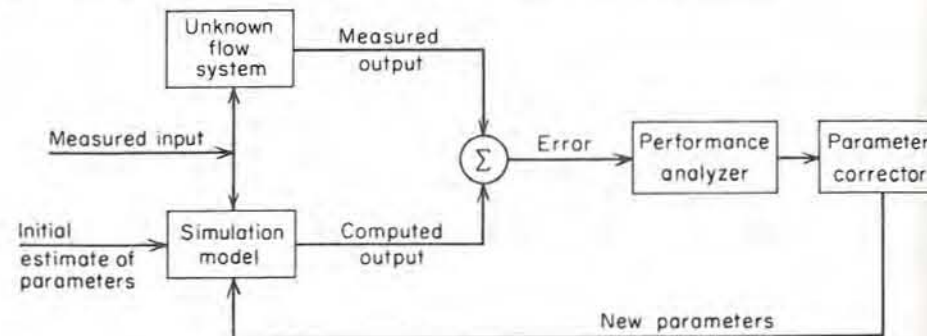 Unknown
flow
system
Measured
output
Measured input
Σ
Error
Performance
analyzer
Parameter
corrector
Initial
estimate of
parameters
Simulation
model
Computed
output
New parameters